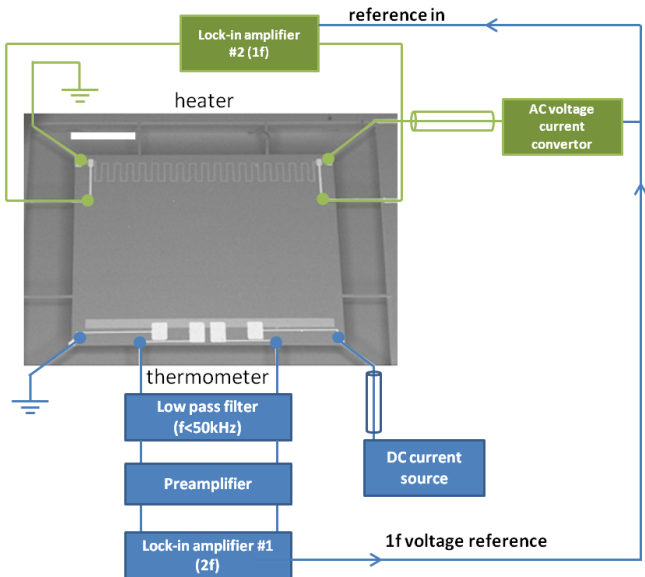 reference in
Lock-in amplifier
#2 (1f)
heater
AC voltage
current
convertor
thermometer
Low pass filter
(f<50kHz)
DC current
source
Preamplifier
Lock-in amplifier #1
(2f)
1f voltage reference